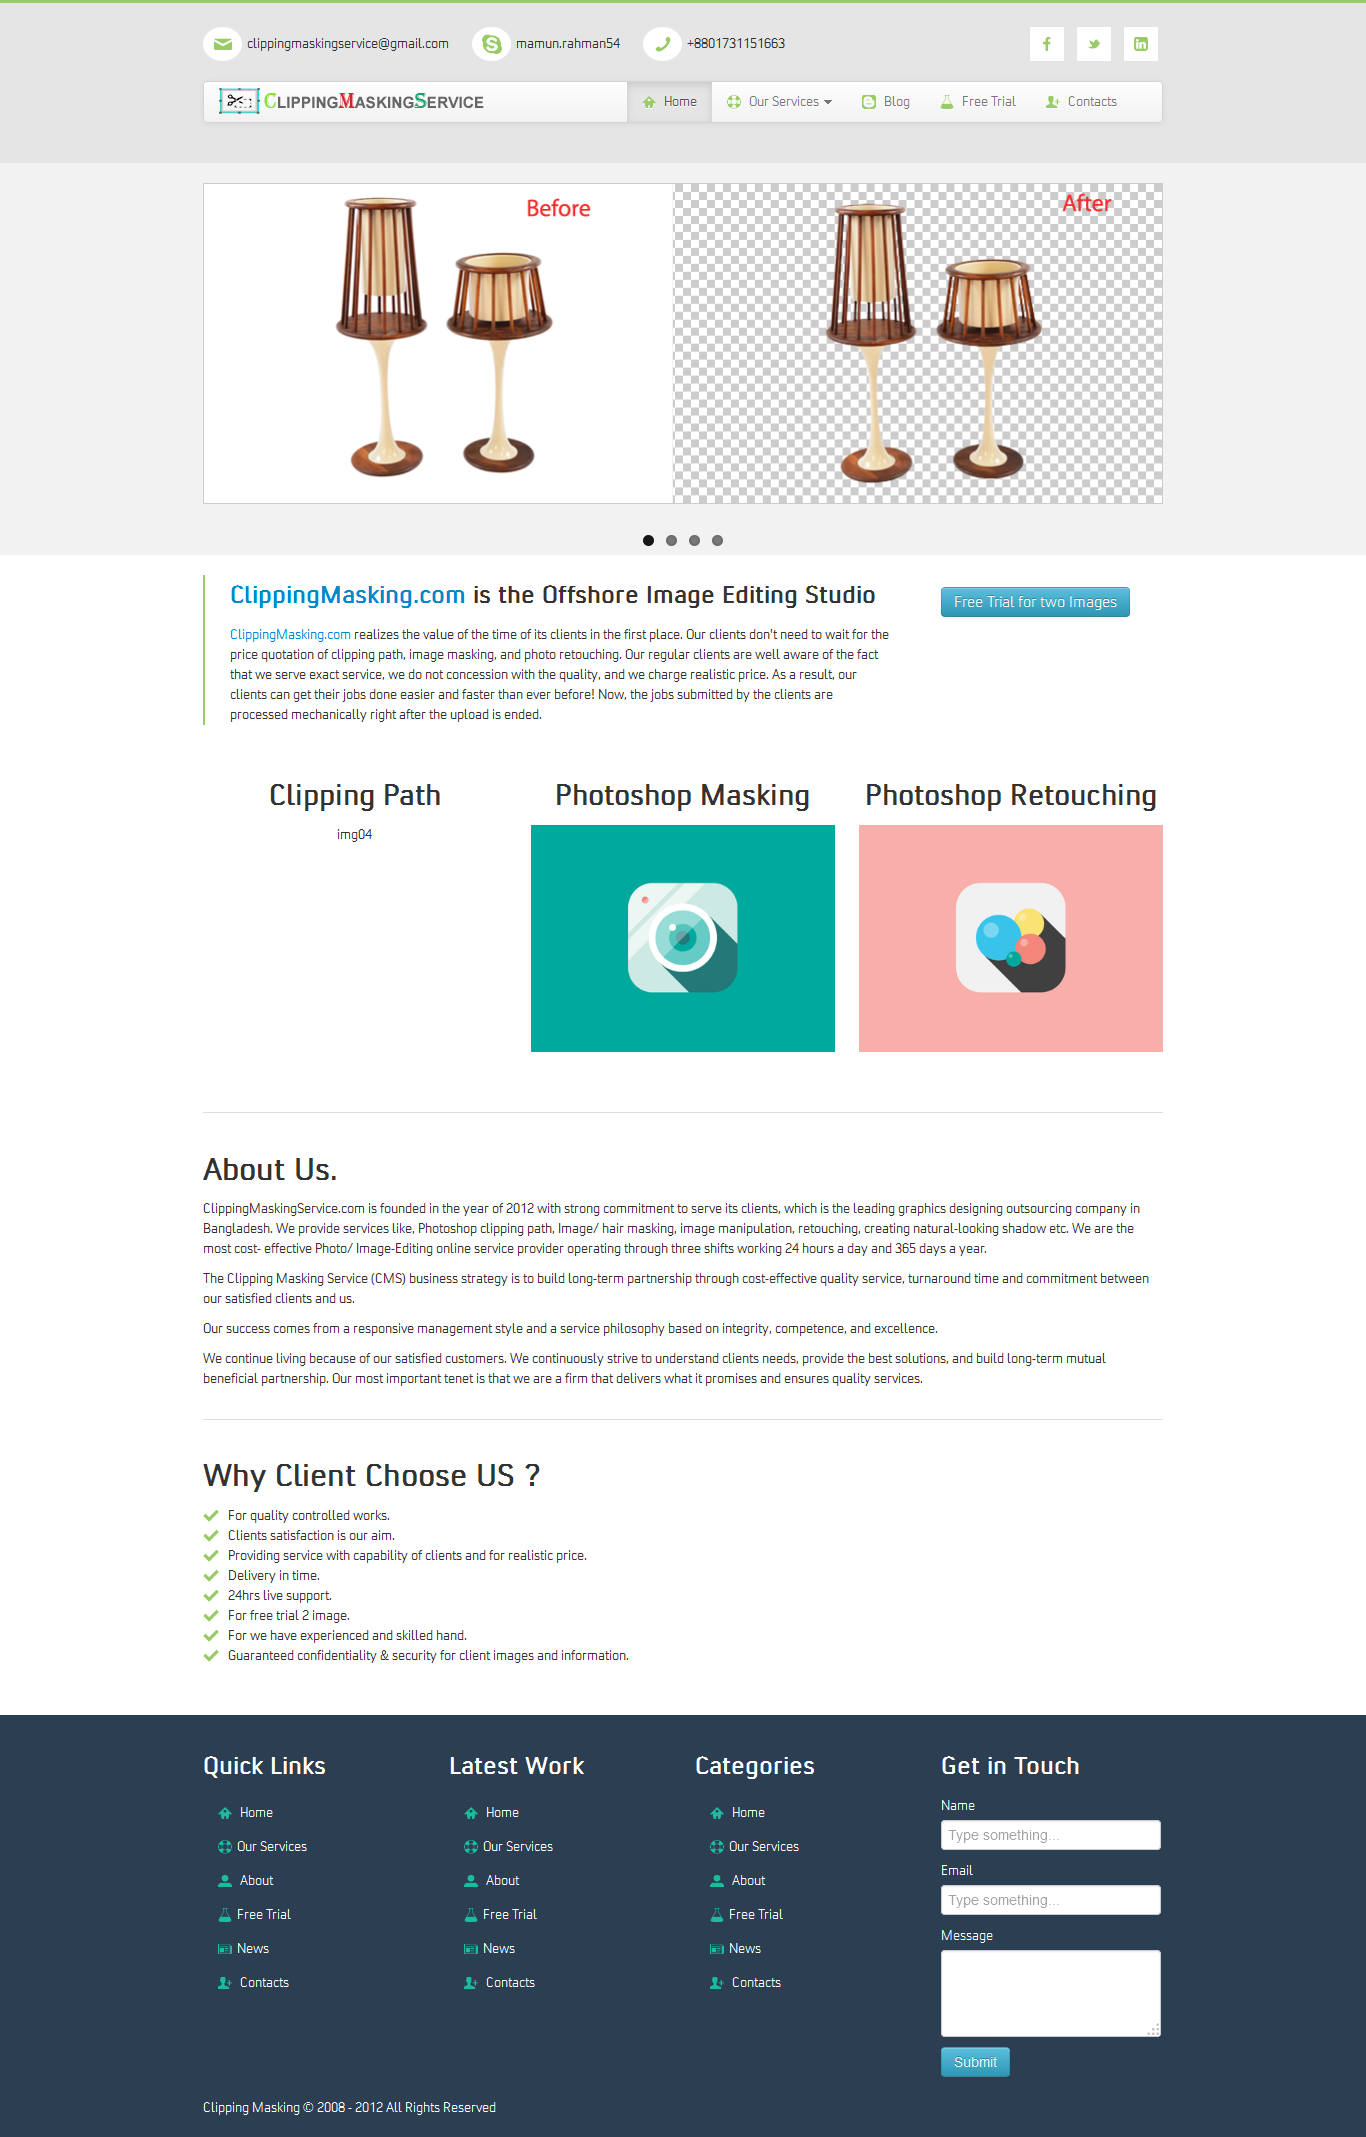 clippingmaskingservice@gmail.com mamun.rahman54 +8801731151663
ClippingMaskingService Home Our Services Blog Free Trial Contacts
Before After
ClippingMasking.com is the Offshore Image Editing Studio
Free Trial for two Images
ClippingMasking.com realizes the value of the time of its clients in the first place. Our clients don't need to wait for the
price quotation of clipping path, image masking, and photo retouching. Our regular clients are well aware of the fact
that we serve exact service, we do not concession with the quality, and we charge realistic price. As a result, our
clients can get their jobs done easier and faster than ever before! Now, the jobs submitted by the clients are
processed mechanically right after the upload is ended.
Clipping Path Photoshop Masking Photoshop Retouching
img04
About Us.
ClippingMaskingService.com is founded in the year of 2012 with strong commitment to serve its clients, which is the leading graphics designing outsourcing company in
Bangladesh. We provide services like, Photoshop clipping path, Image/ hair masking, image manipulation, retouching, creating natural-looking shadow etc. We are the
most cost- effective Photo/ Image-Editing online service provider operating through three shifts working 24 hours a day and 365 days a year.
The Clipping Masking Service (CMS) business strategy is to build long-term partnership through cost-effective quality service, turnaround time and commitment between
our satisfied clients and us.
Our success comes from a responsive management style and a service philosophy based on integrity, competence, and excellence.
We continue living because of our satisfied customers. We continuously strive to understand clients needs, provide the best solutions, and build long-term mutual
beneficial partnership. Our most important tenet is that we are a firm that delivers what it promises and ensures quality services.
Why Client Choose US ?
For quality controlled works.
Clients satisfaction is our aim.
Providing service with capability of clients and for realistic price.
Delivery in time.
24hrs live support.
For free trial 2 image.
For we have experienced and skilled hand.
Guaranteed confidentiality & security for client images and information.
Quick Links
Home
Our Services
About
Free Trial
News
Contacts
Latest Work
Home
Our Services
About
Free Trial
News
Contacts
Categories
Home
Our Services
About
Free Trial
News
Contacts
Get in Touch
Name
Type something...
Email
Type something...
Message
Submit
Clipping Masking © 2008 - 2012 All Rights Reserved